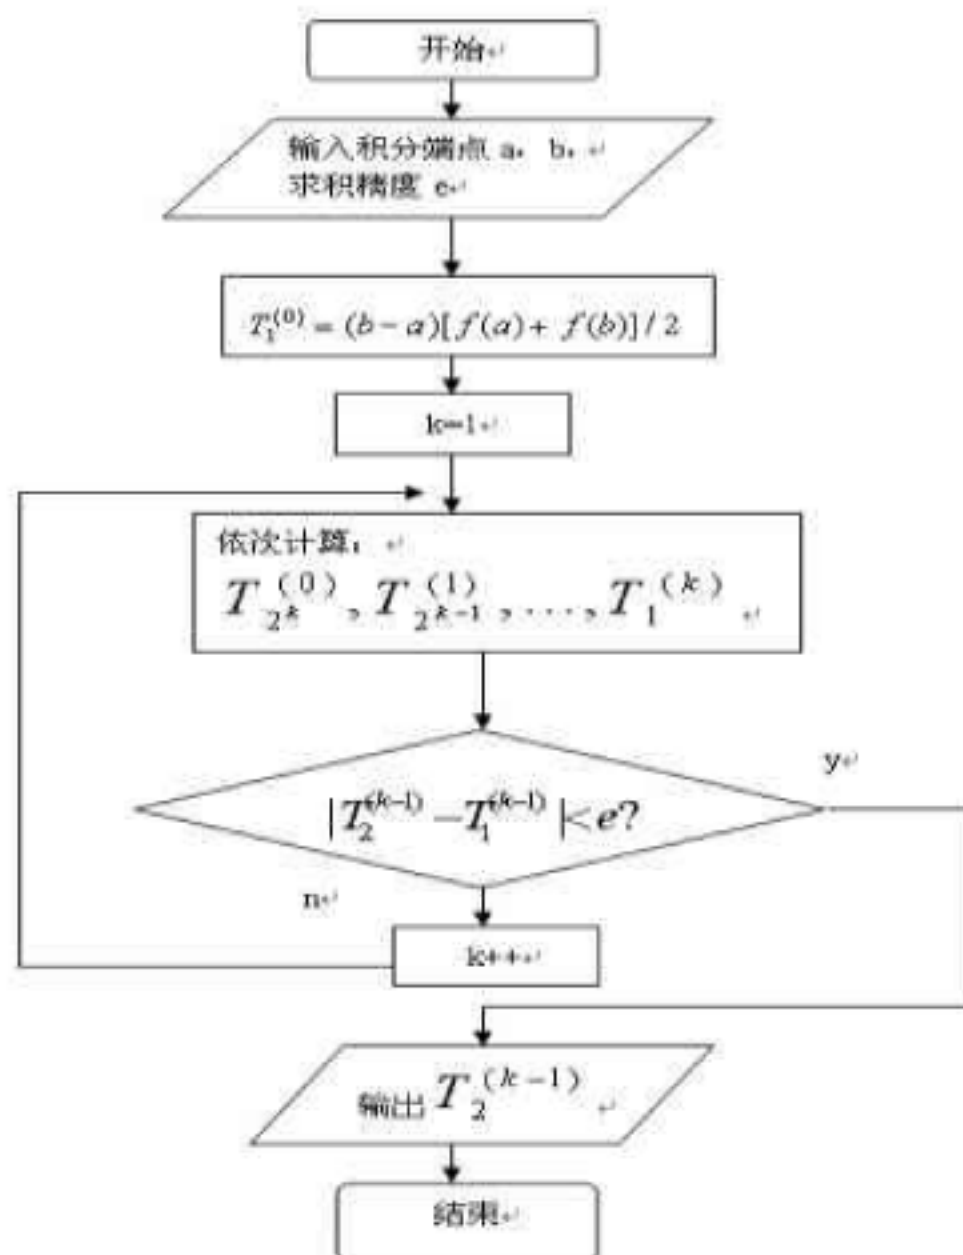 开始↵
输入积分端点 a, b, ↵
求积精度 e↵
T₁⁽⁰⁾ = (b − a)[f(a) + f(b)] / 2
k=1↵
依次计算: ↵
T_{2^k}^{(0)}, T_{2^{k-1}}^{(1)}, ..., T_1^{(k)} ↵
y↵
|T_2^{(k-1)} − T_1^{(k-1)}| < e?
n↵
k++↵
输出 T_2^{(k-1)} ↵
结束↵